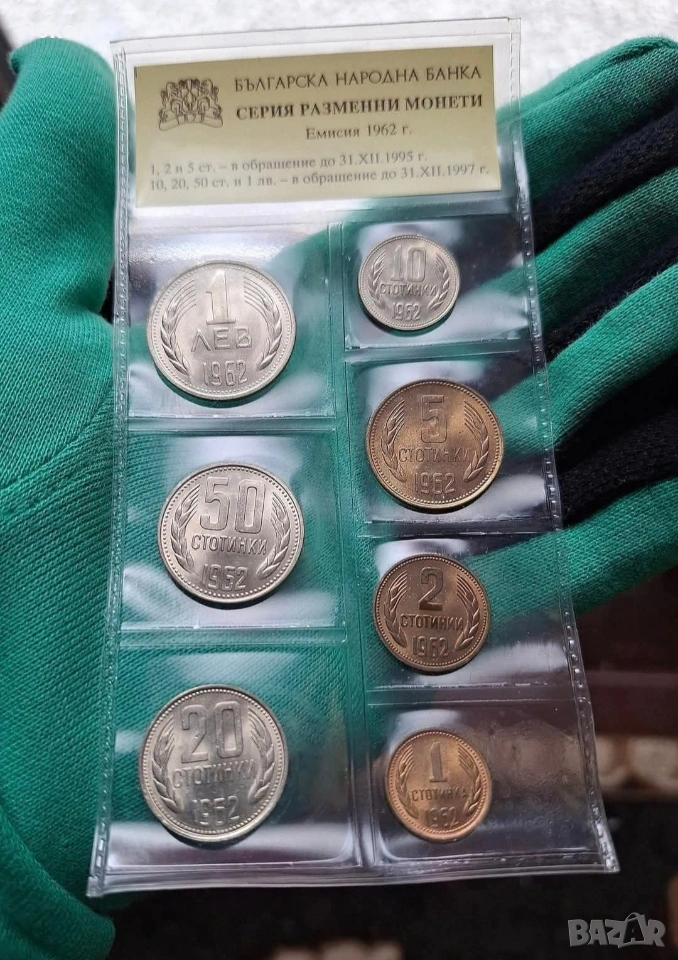 БЪЛГАРСКА НАРОДНА БАНКА
СЕРИЯ РАЗМЕННИ МОНЕТИ
Емисия 1962 г.
1, 2 и 5 ст. – в обращение до 31.XII.1995 г.
10, 20, 50 ст. и 1 лв. – в обращение до 31.XII.1997 г.
1
ЛЕВ
1962
10
СТОТИНКИ
1962
5
СТОТИНКИ
1962
50
СТОТИНКИ
1962
2
СТОТИНКИ
1962
20
СТОТИНКИ
1962
1
СТОТИНКА
1962
BAZAR